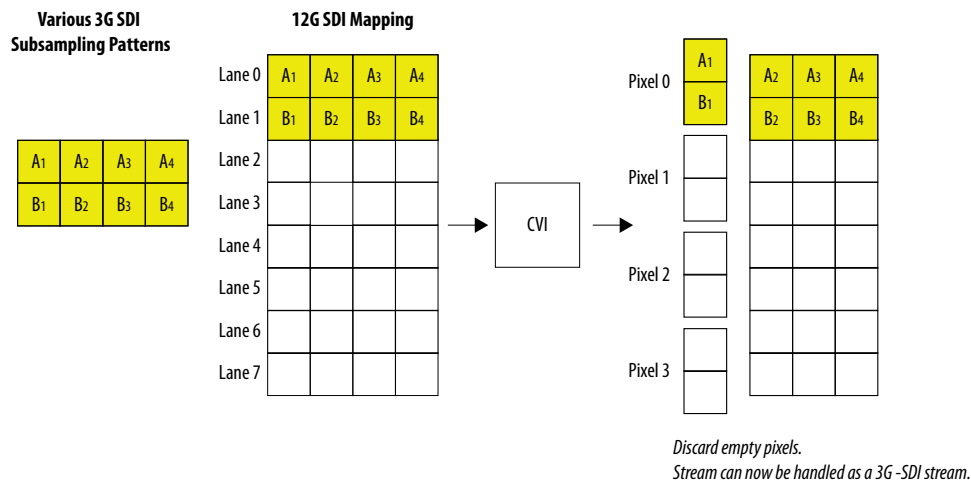 Various 3G SDI
Subsampling Patterns
A1 A2 A3 A4
B1 B2 B3 B4
12G SDI Mapping
Lane 0 A1 A2 A3 A4
Lane 1 B1 B2 B3 B4
Lane 2
Lane 3
Lane 4
Lane 5
Lane 6
Lane 7
CVI
Pixel 0
A1
B1
Pixel 1
Pixel 2
Pixel 3
A2 A3 A4
B2 B3 B4
Discard empty pixels.
Stream can now be handled as a 3G -SDI stream.